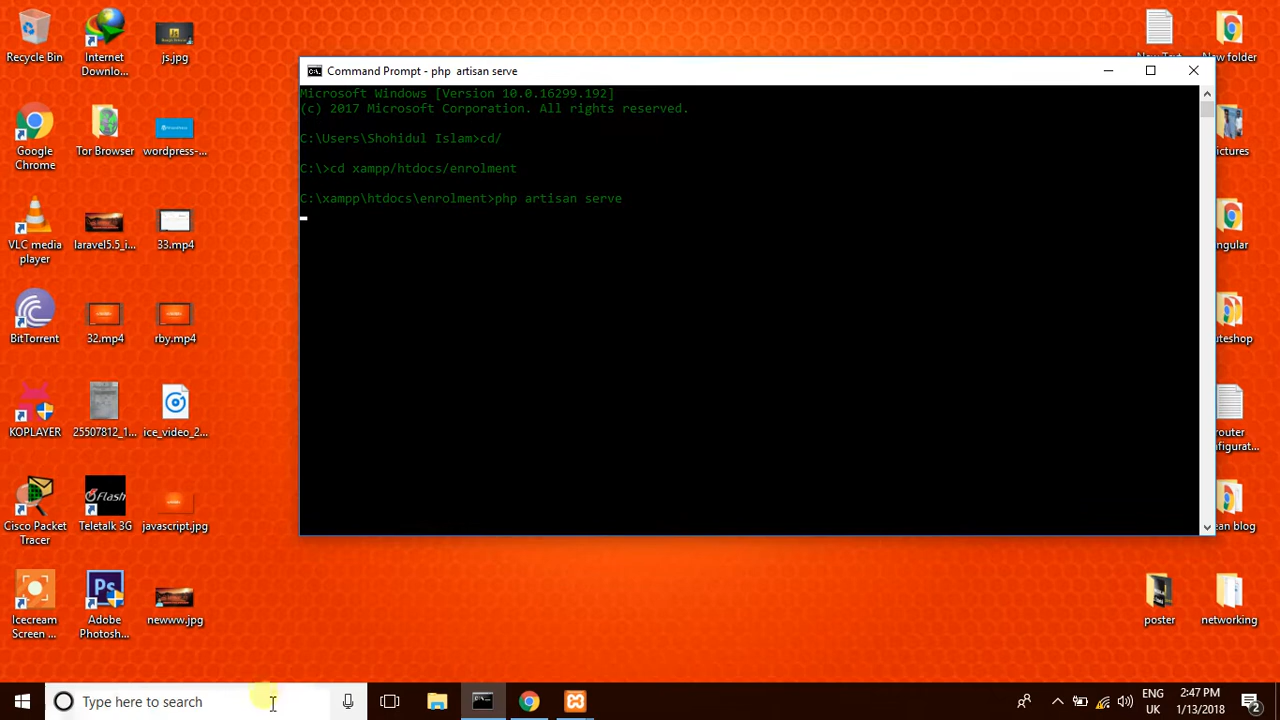 Recycle Bin
Internet
Downlo...
js.jpg
Google
Chrome
Tor Browser
wordpress-...
VLC media
player
laravel5.5_i...
33.mp4
BitTorrent
32.mp4
rby.mp4
KOPLAYER
25507812_1...
ice_video_2...
Cisco Packet
Tracer
Teletalk 3G
javascript.jpg
Icecream
Screen ...
Adobe
Photosh...
newww.jpg
Command Prompt - php  artisan serve
Microsoft Windows [Version 10.0.16299.192]
(c) 2017 Microsoft Corporation. All rights reserved.
C:\Users\Shohidul Islam>cd/
C:\>cd xampp/htdocs/enrolment
C:\xampp\htdocs\enrolment>php artisan serve
New folder
ictures
ngular
uteshop
router
onfigurat...
ean blog
poster
networking
Type here to search
ENG
UK
2:47 PM
1/13/2018
2